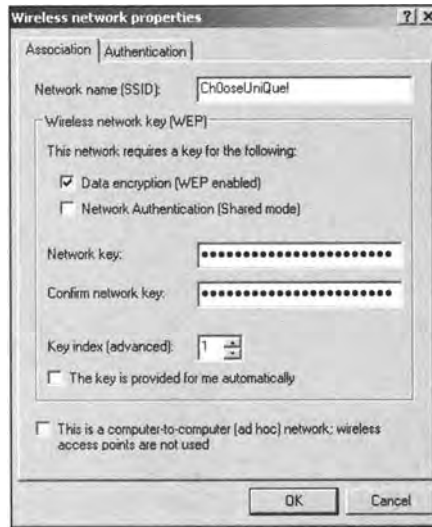 Wireless network properties
Association
Authentication
Network name (SSID):
Ch0oseUniQue!
Wireless network key (WEP)
This network requires a key for the following:
Data encryption (WEP enabled)
Network Authentication (Shared mode)
Network key:
Confirm network key:
Key index (advanced):
1
The key is provided for me automatically
This is a computer-to-computer (ad hoc) network; wireless
access points are not used
OK
Cancel